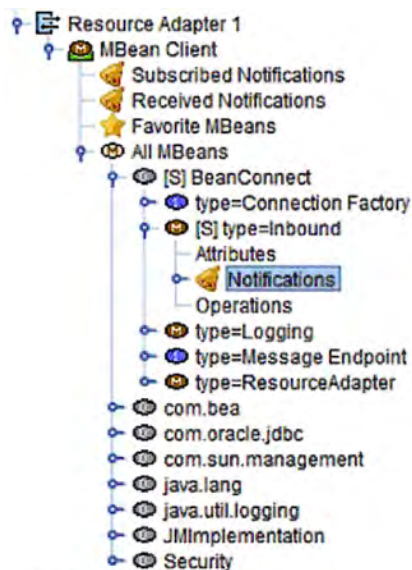 Resource Adapter 1
MBean Client
Subscribed Notifications
Received Notifications
Favorite MBeans
All MBeans
[S] BeanConnect
type=Connection Factory
[S] type=Inbound
Attributes
Notifications
Operations
type=Logging
type=Message Endpoint
type=ResourceAdapter
com.bea
com.oracle.jdbc
com.sun.management
java.lang
java.util.logging
JMImplementation
Security